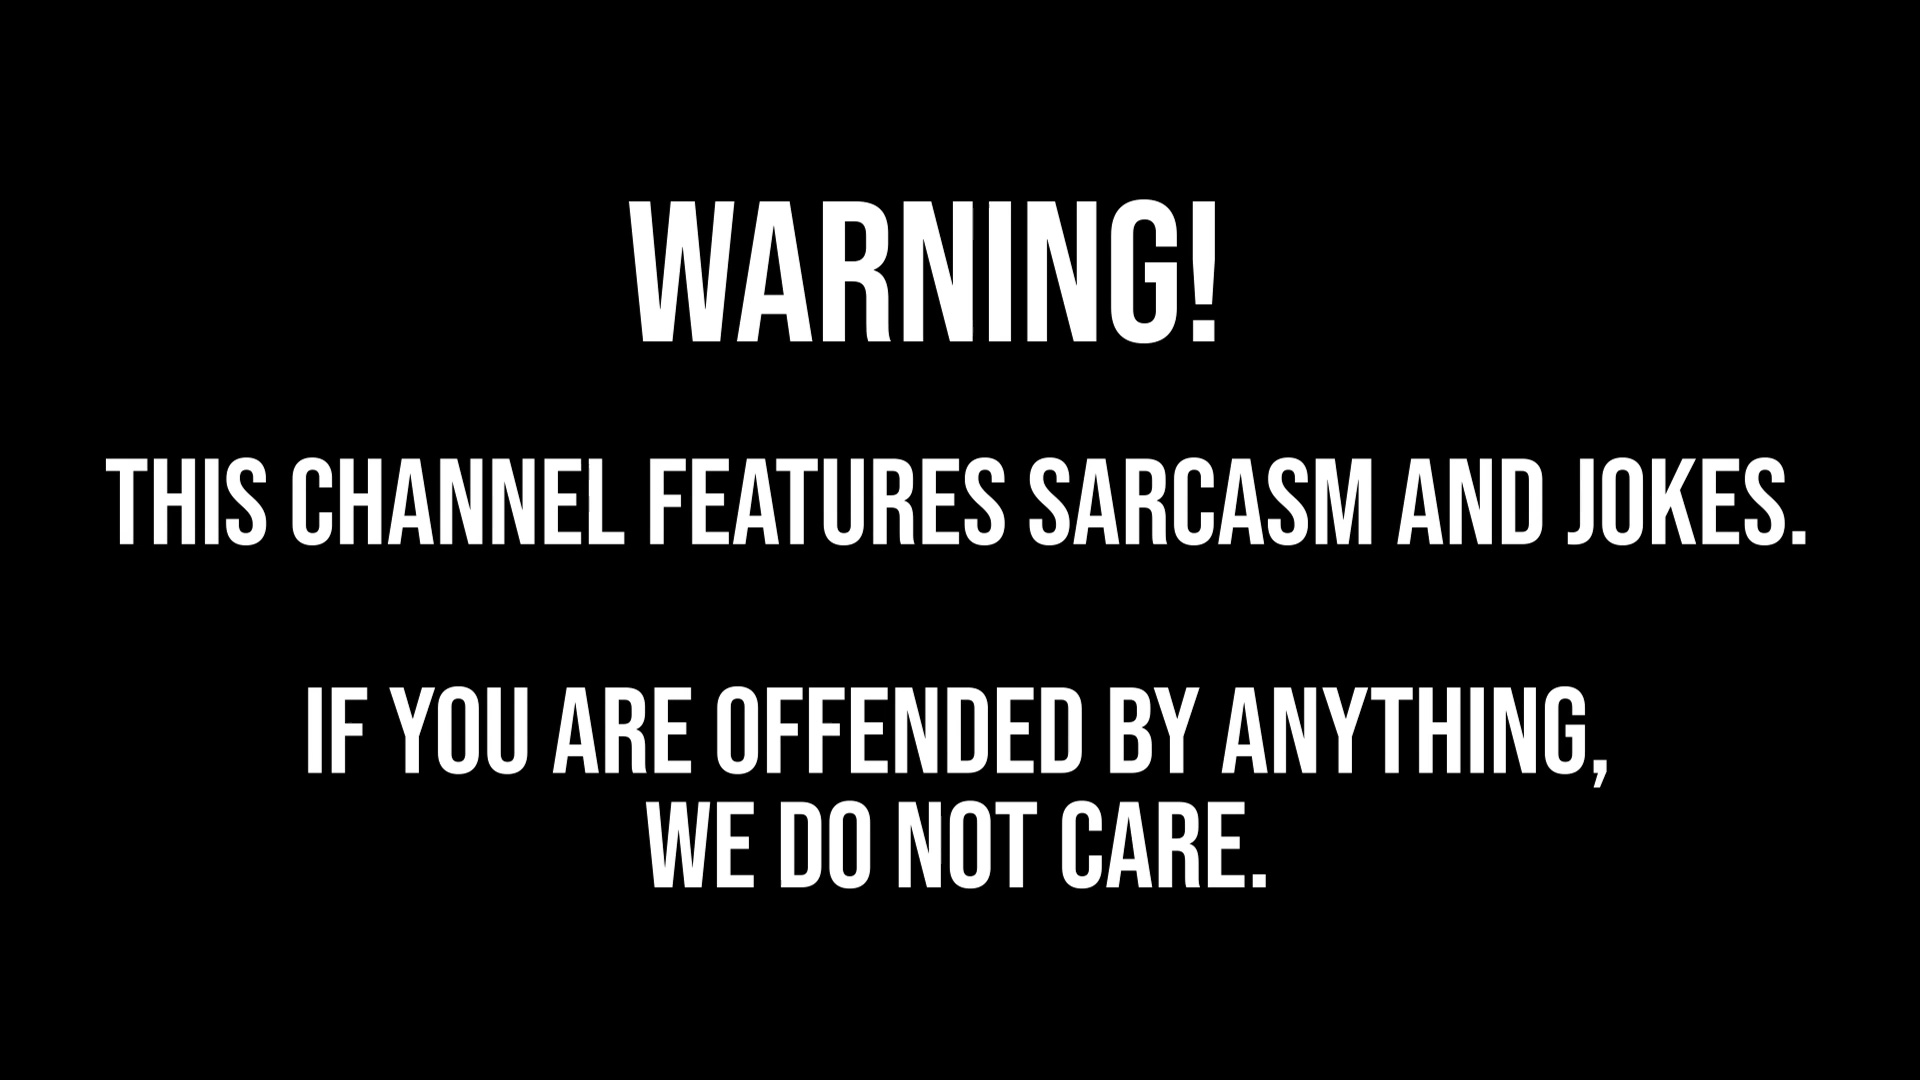 WARNING!
THIS CHANNEL FEATURES SARCASM AND JOKES.
IF YOU ARE OFFENDED BY ANYTHING,
WE DO NOT CARE.